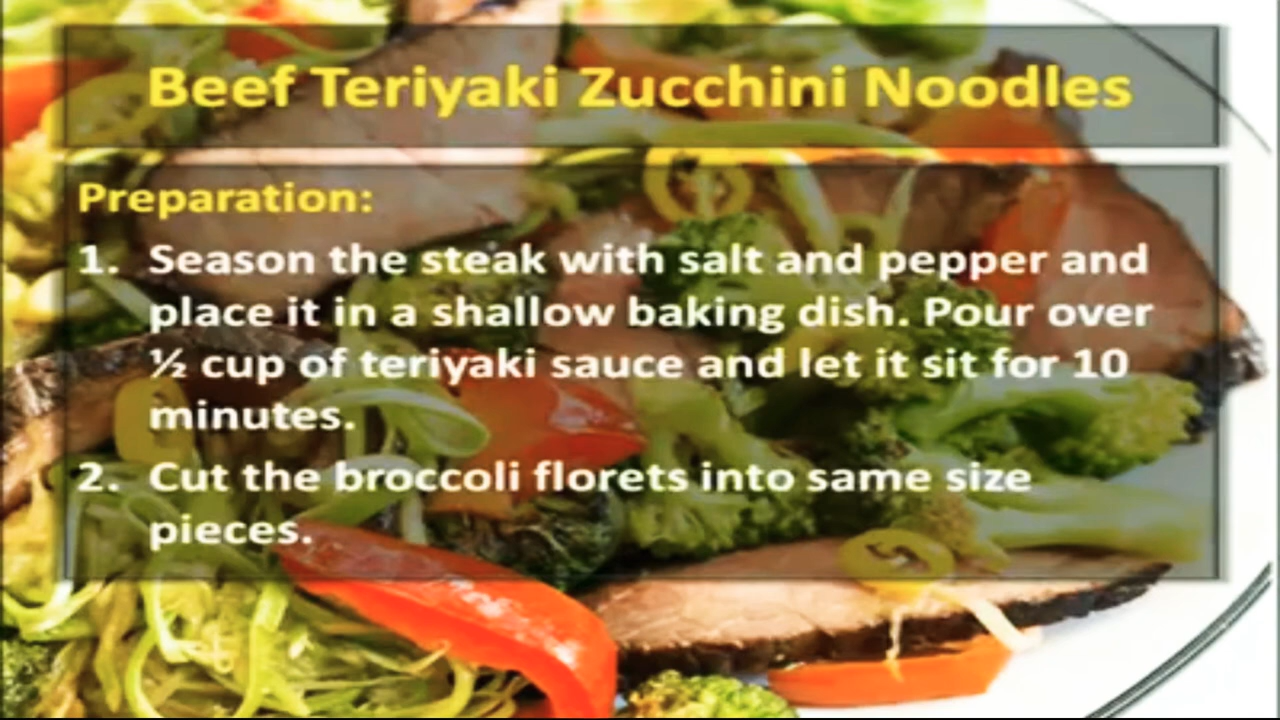 Beef Teriyaki Zucchini Noodles
Preparation:
1. Season the steak with salt and pepper and
place it in a shallow baking dish. Pour over
½ cup of teriyaki sauce and let it sit for 10
minutes.
2. Cut the broccoli florets into same size
pieces.